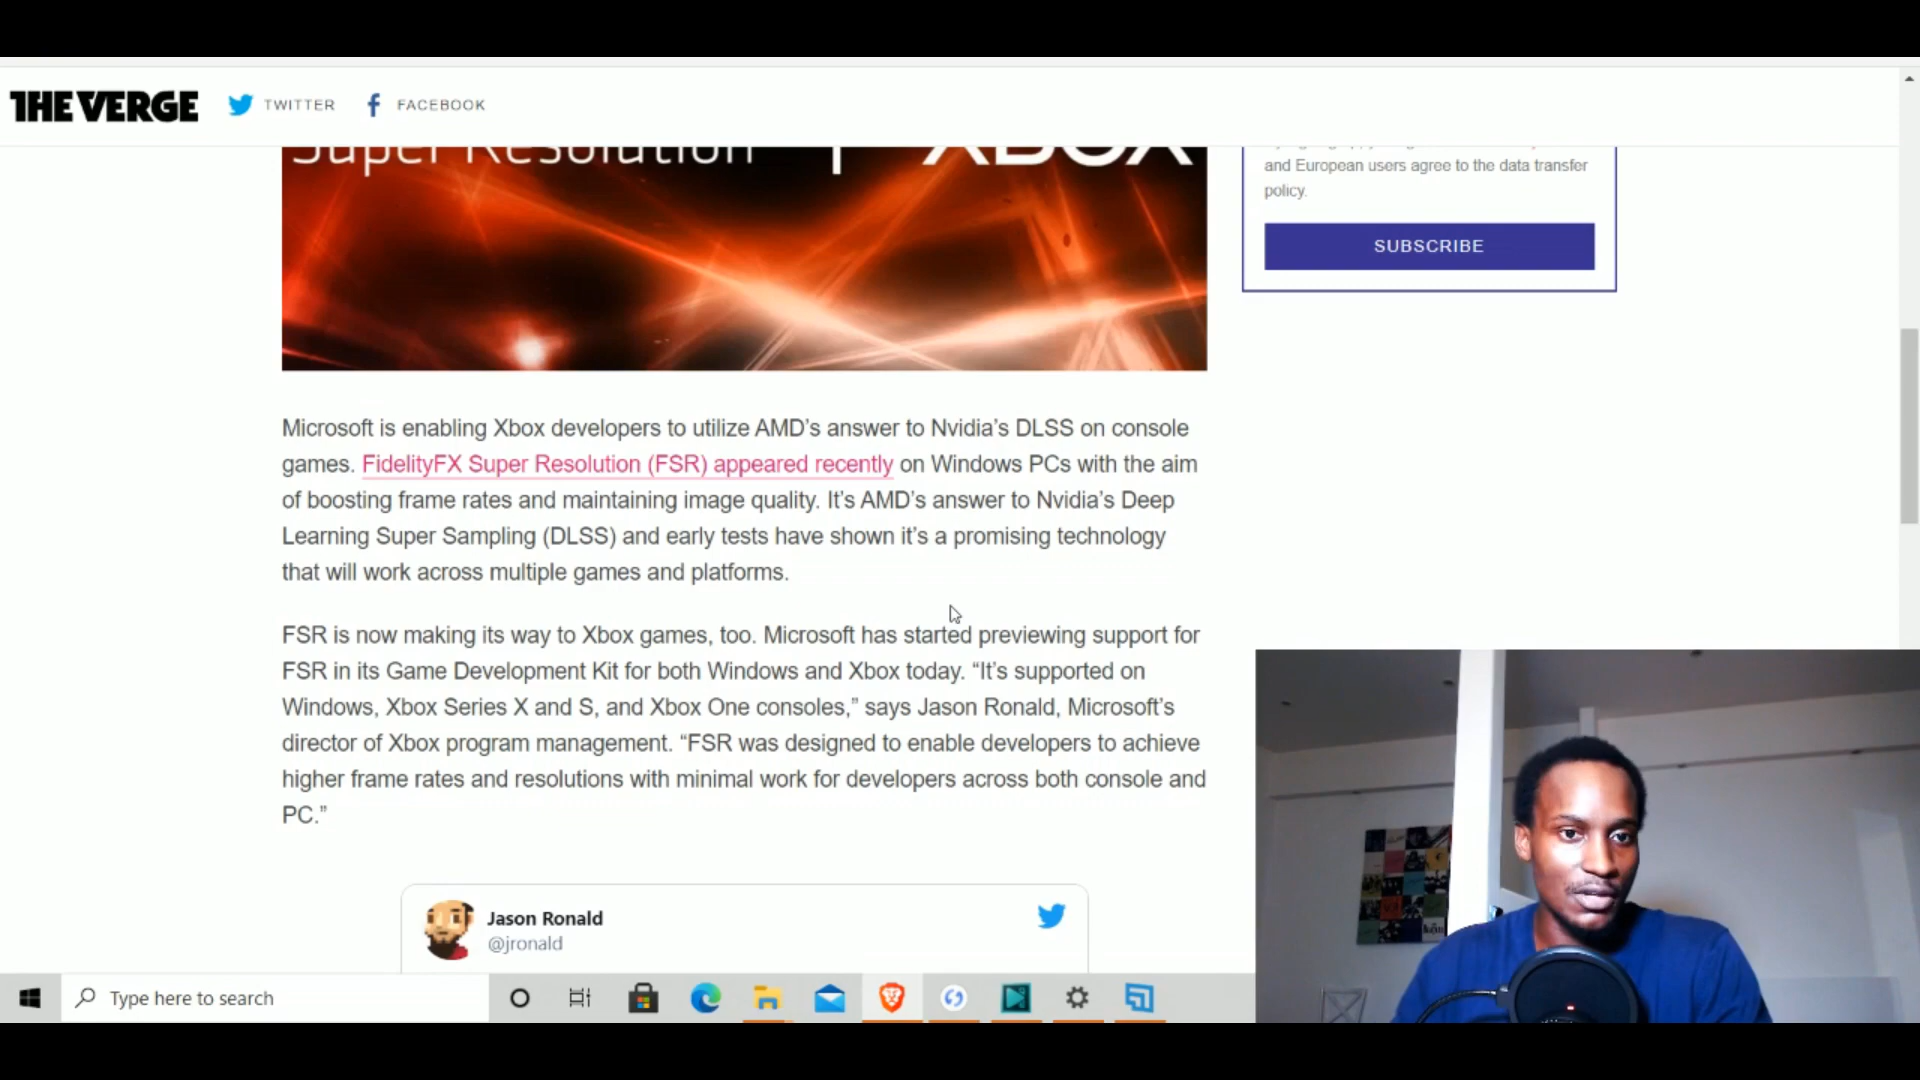 THE VERGE
TWITTER
FACEBOOK
Super Resolution | XBOX
and European users agree to the data transfer
policy.
SUBSCRIBE
Microsoft is enabling Xbox developers to utilize AMD’s answer to Nvidia’s DLSS on console
games. FidelityFX Super Resolution (FSR) appeared recently on Windows PCs with the aim
of boosting frame rates and maintaining image quality. It’s AMD’s answer to Nvidia’s Deep
Learning Super Sampling (DLSS) and early tests have shown it’s a promising technology
that will work across multiple games and platforms.
FSR is now making its way to Xbox games, too. Microsoft has started previewing support for
FSR in its Game Development Kit for both Windows and Xbox today. “It’s supported on
Windows, Xbox Series X and S, and Xbox One consoles,” says Jason Ronald, Microsoft’s
director of Xbox program management. “FSR was designed to enable developers to achieve
higher frame rates and resolutions with minimal work for developers across both console and
PC.”
Jason Ronald
@jronald
Type here to search